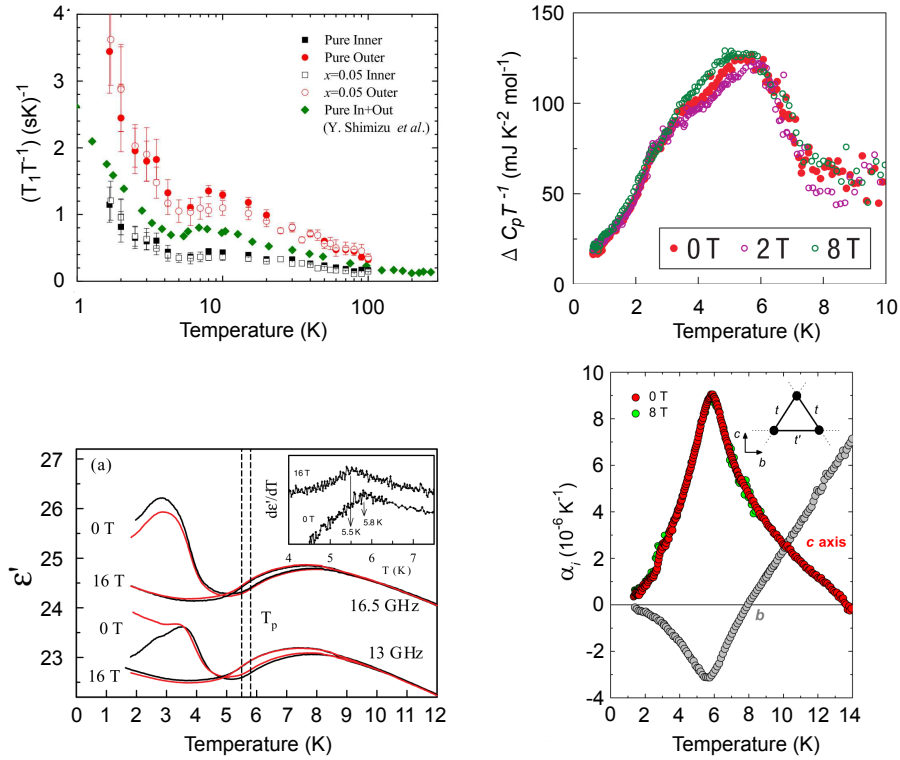 4
3
2
1
0
(T₁T⁻¹) (sK)⁻¹
Pure Inner
Pure Outer
x=0.05 Inner
x=0.05 Outer
Pure In+Out
(Y. Shimizu et al.)
1
10
100
Temperature (K)
150
100
50
0
Δ CₚT⁻¹ (mJ K⁻² mol⁻¹)
0 T 2 T 8 T
0 2 4 6 8 10
Temperature (K)
27
26
25
24
23
ε'
(a)
0 T
16 T
0 T
16 T
16.5 GHz
13 GHz
Tₚ
dε'/dT
16 T
0 T
5.5 K
5.8 K
4 5 6 7
T (K)
1 2 3 4 5 6 7 8 9 10 11 12
Temperature (K)
10
8
6
4
2
0
-2
-4
αᵢ (10⁻⁶ K⁻¹)
0 T
8 T
t t
t'
c
b
c axis
b
0 2 4 6 8 10 12 14
Temperature (K)